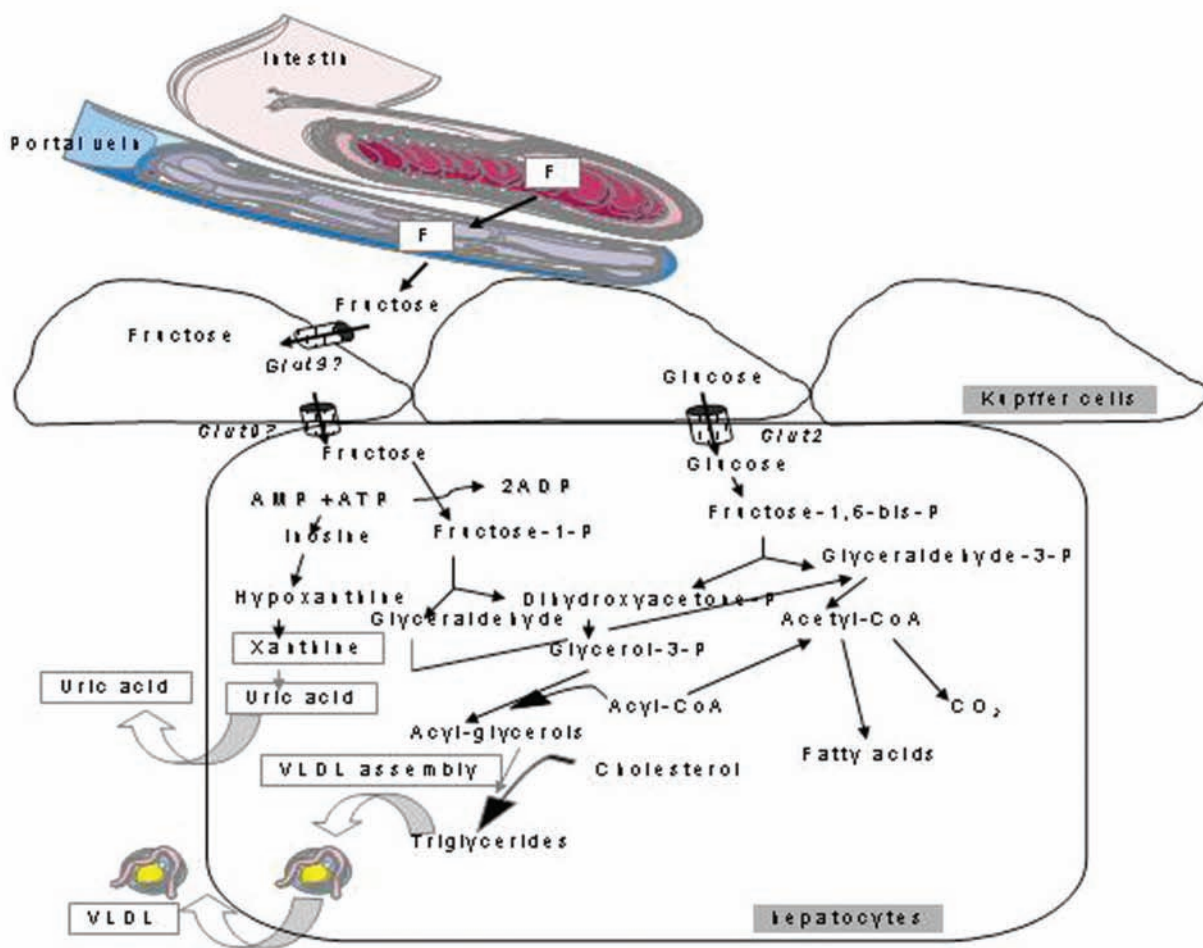 Intestin
Portal vein
F
F
Fructose
Fructose
Glut9?
Glucose
Kupffer cells
Glut9?
Glut2
Fructose
Glucose
AMP +ATP
2ADP
Fructose-1,6-bis-P
Inosine
Fructose-1-P
Glyceraldehyde-3-P
Hypoxanthine
Dihydroxyacetone-P
Glyceraldehyde
Acetyl-CoA
Xanthine
Glycerol-3-P
Uric acid
Uric acid
Acyl-CoA
CO₂
Acyl-glycerols
Fatty acids
VLDL assembly
Cholesterol
Triglycerides
VLDL
hepatocytes